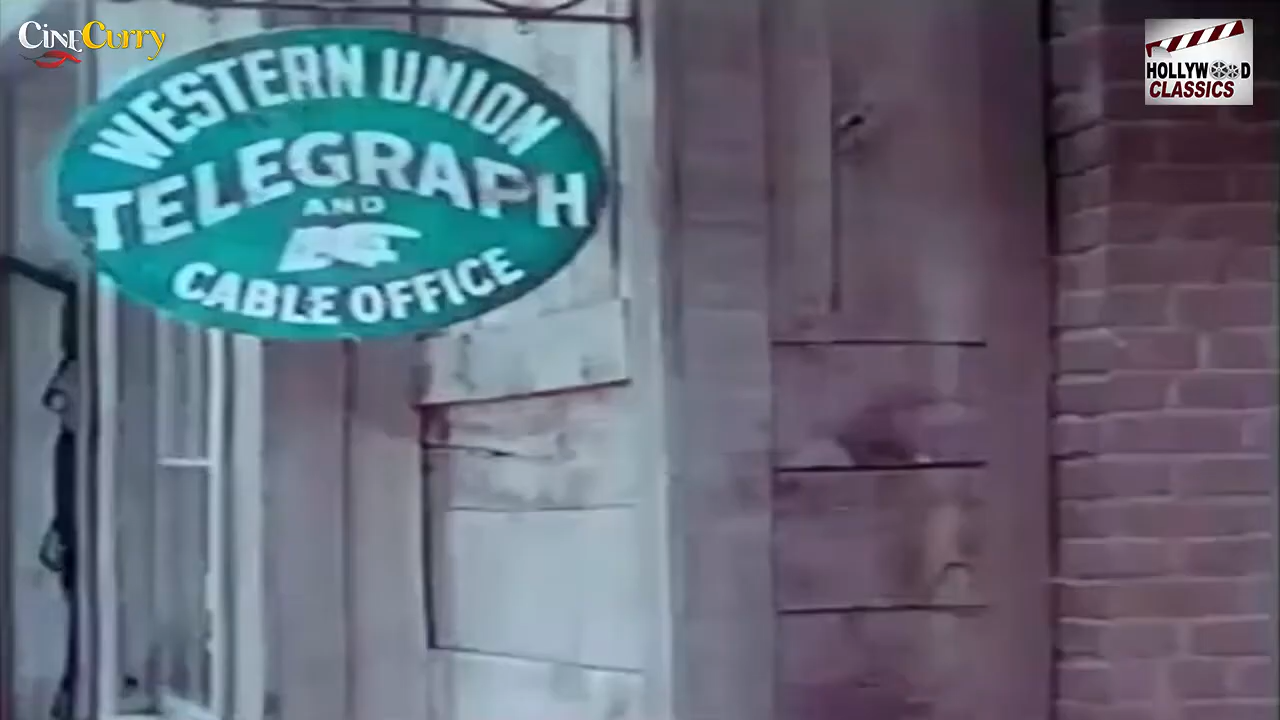 CINECURRY
HOLLYWOOD
CLASSICS
WESTERN UNION
TELEGRAPH
AND
CABLE OFFICE